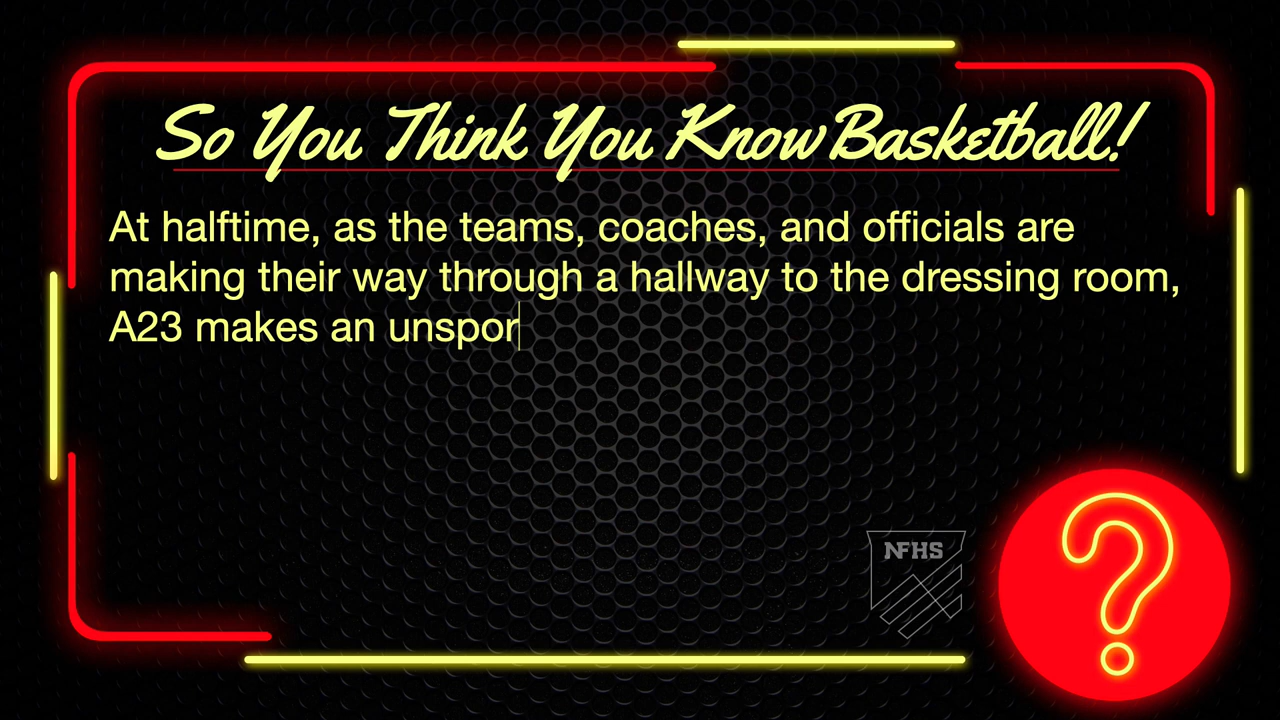 So You Think You Know Basketball!
At halftime, as the teams, coaches, and officials are
making their way through a hallway to the dressing room,
A23 makes an unspor
NFHS
?